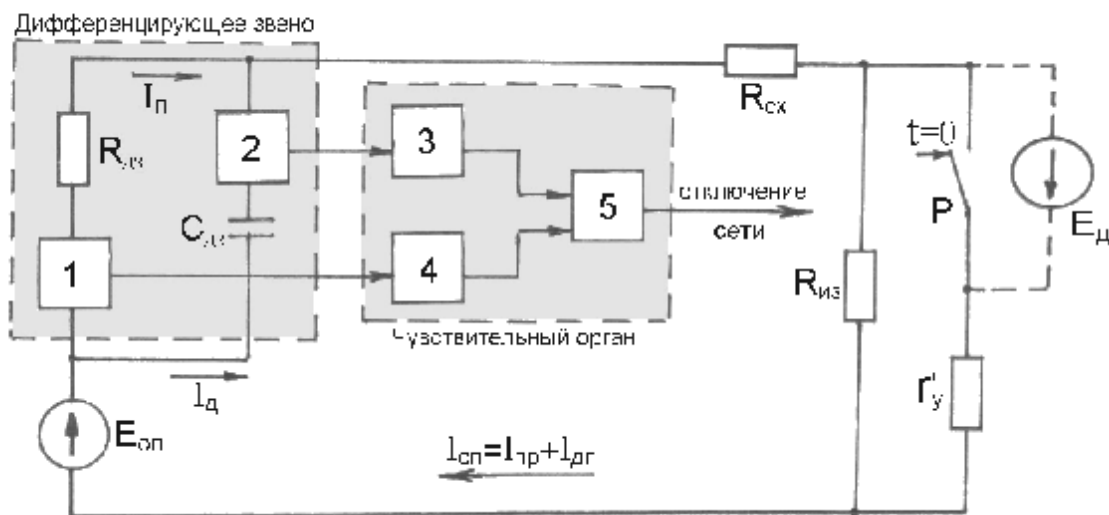 Дифференцирующее звено
Iп
Rдз
2
3
Rсх
t=0
P
Eд
Cдз
5
отключение
сети
1
4
Rиз
Чувствительный орган
Iд
Eоп
r'у
Iоп=Iпр+Iдг